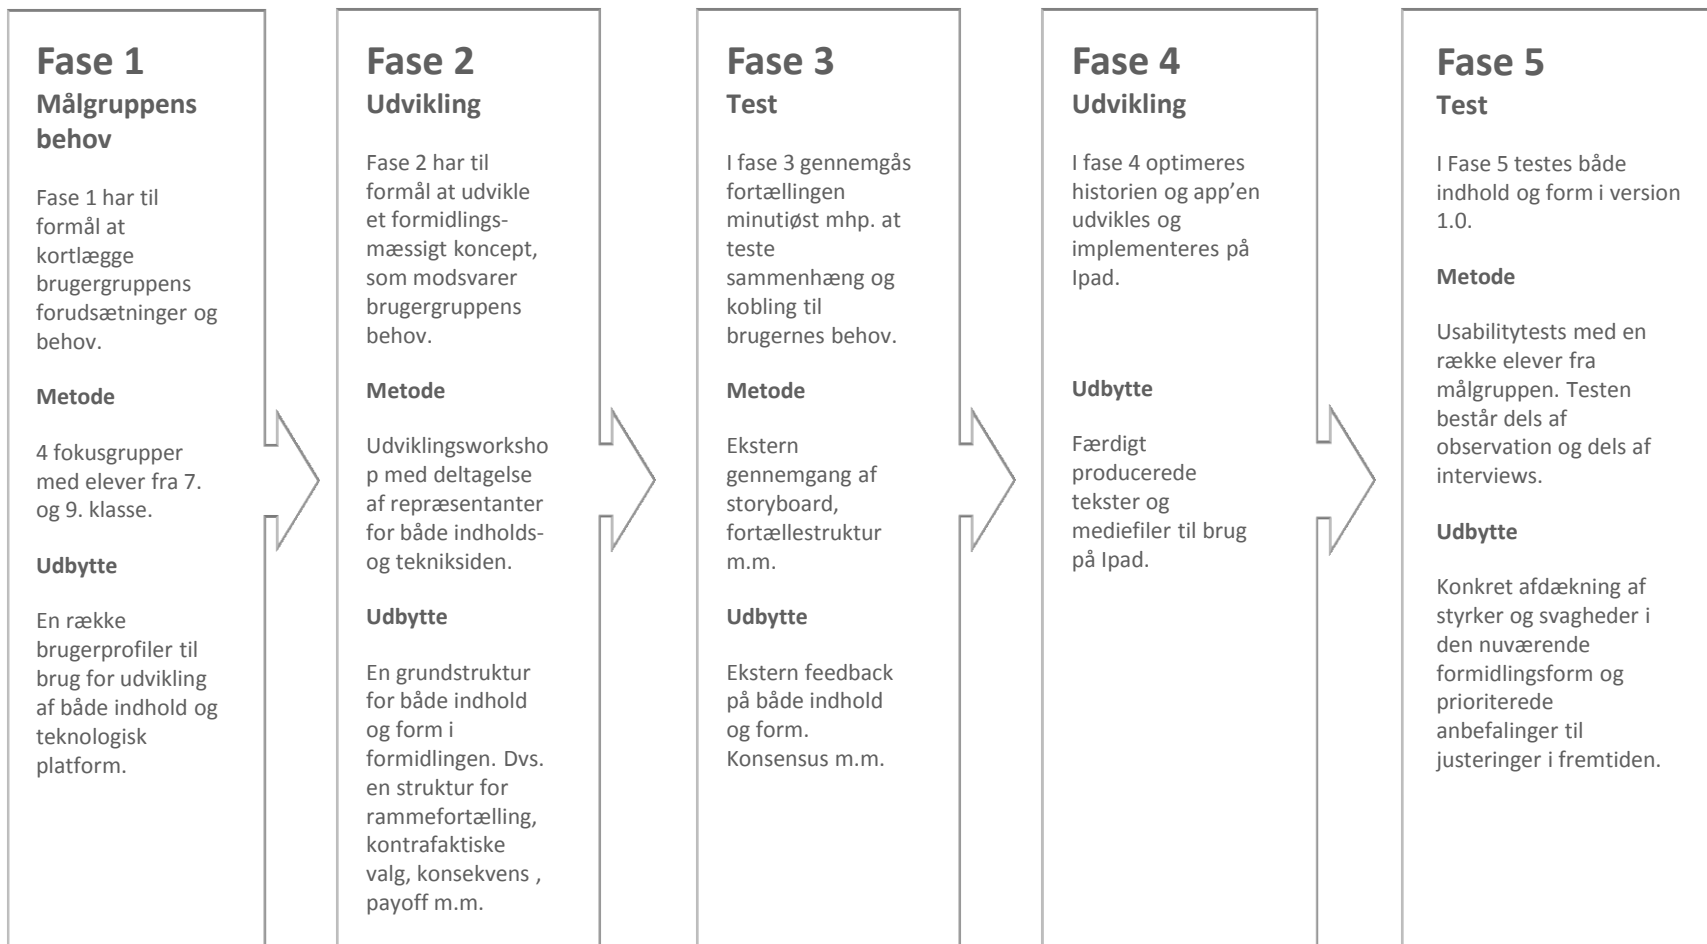 Fase 1
Målgruppens
behov
Fase 1 har til
formål at
kortlægge
brugergruppens
forudsætninger og
behov.
Metode
4 fokusgrupper
med elever fra 7.
og 9. klasse.
Udbytte
En række
brugerprofiler til
brug for udvikling
af både indhold og
teknologisk
platform.
Fase 2
Udvikling
Fase 2 har til
formål at udvikle
et formidlings-
mæssigt koncept,
som modsvarer
brugergruppens
behov.
Metode
Udviklingsworksho
p med deltagelse
af repræsentanter
for både indholds-
og tekniksiden.
Udbytte
En grundstruktur
for både indhold
og form i
formidlingen. Dvs.
en struktur for
rammefortælling,
kontrafaktiske
valg, konsekvens ,
payoff m.m.
Fase 3
Test
I fase 3 gennemgås
fortællingen
minutiøst mhp. at
teste
sammenhæng og
kobling til
brugernes behov.
Metode
Ekstern
gennemgang af
storyboard,
fortællestruktur
m.m.
Udbytte
Ekstern feedback
på både indhold
og form.
Konsensus m.m.
Fase 4
Udvikling
I fase 4 optimeres
historien og app’en
udvikles og
implementeres på
Ipad.
Udbytte
Færdigt
producerede
tekster og
mediefiler til brug
på Ipad.
Fase 5
Test
I Fase 5 testes både
indhold og form i version
1.0.
Metode
Usabilitytests med en
række elever fra
målgruppen. Testen
består dels af
observation og dels af
interviews.
Udbytte
Konkret afdækning af
styrker og svagheder i
den nuværende
formidlingsform og
prioriterede
anbefalinger til
justeringer i fremtiden.